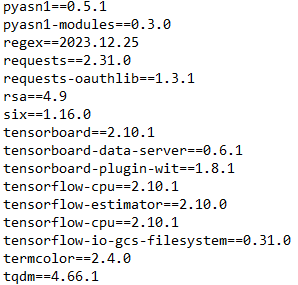 pyasn1==0.5.1
pyasn1-modules==0.3.0
regex==2023.12.25
requests==2.31.0
requests-oauthlib==1.3.1
rsa==4.9
six==1.16.0
tensorboard==2.10.1
tensorboard-data-server==0.6.1
tensorboard-plugin-wit==1.8.1
tensorflow-cpu==2.10.1
tensorflow-estimator==2.10.0
tensorflow-cpu==2.10.1
tensorflow-io-gcs-filesystem==0.31.0
termcolor==2.4.0
tqdm==4.66.1